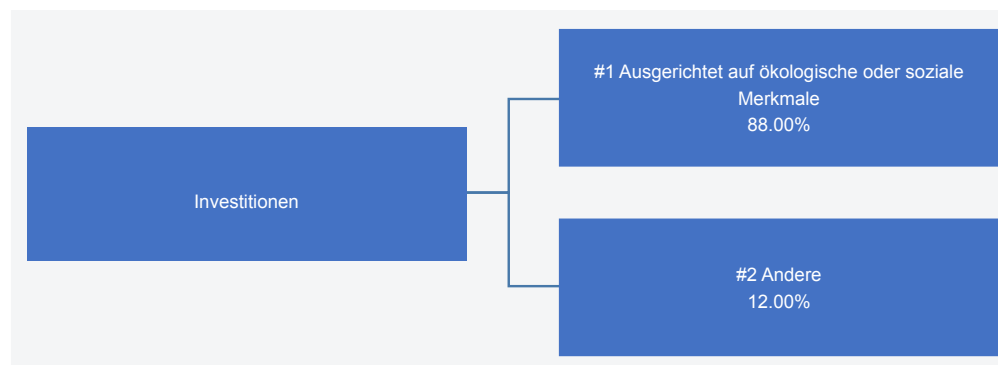 #1 Ausgerichtet auf ökologische oder soziale
Merkmale
88.00%
Investitionen
#2 Andere
12.00%